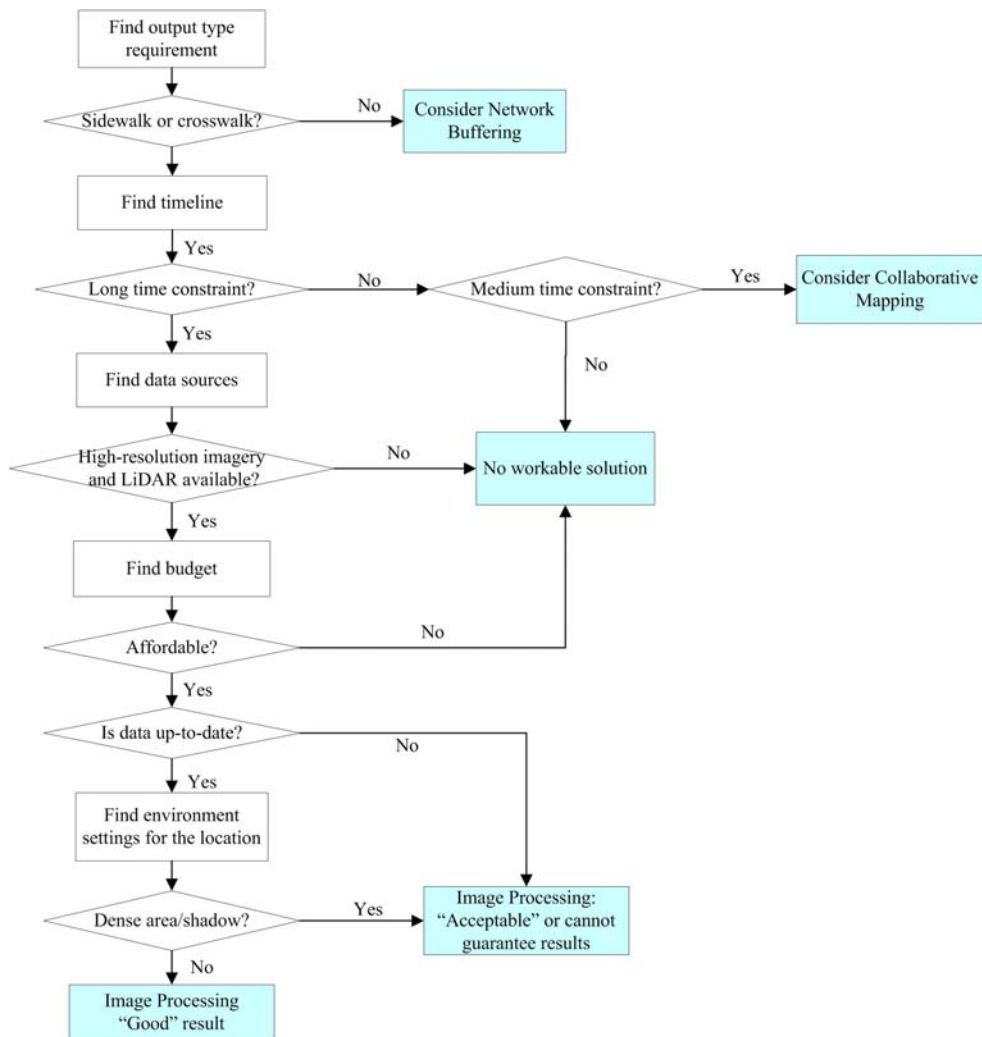 Find output type
requirement
Sidewalk or crosswalk?
No
Consider Network
Buffering
Find timeline
Yes
Long time constraint?
No
Medium time constraint?
Yes
Consider Collaborative
Mapping
Yes
No
Find data sources
High-resolution imagery
and LiDAR available?
No
No workable solution
Yes
Find budget
Affordable?
No
Yes
Is data up-to-date?
No
Yes
Find environment
settings for the location
Dense area/shadow?
Yes
Image Processing:
“Acceptable” or cannot
guarantee results
No
Image Processing
“Good” result